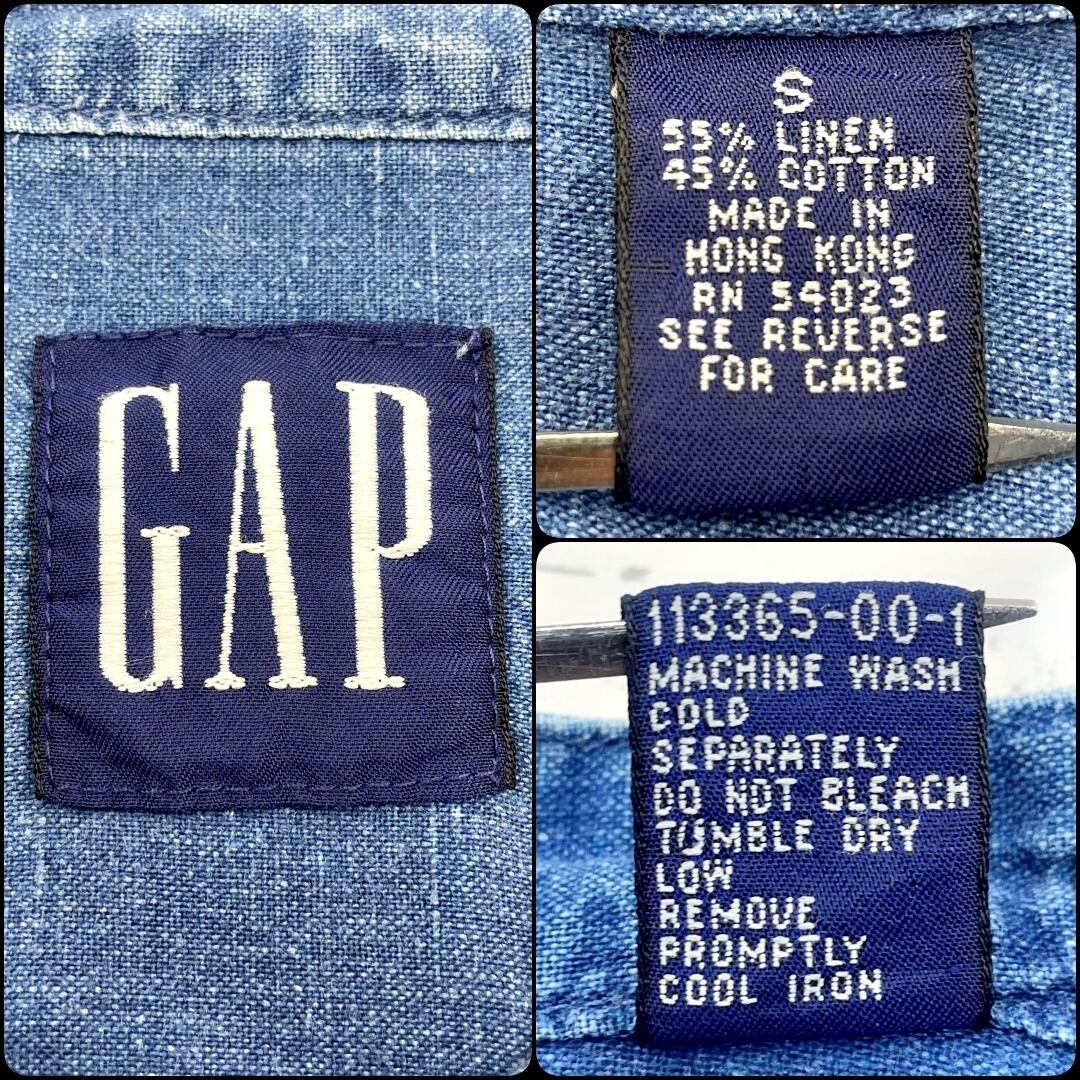 GAP
S
55% LINEN
45% COTTON
MADE IN
HONG KONG
RN 54023
SEE REVERSE
FOR CARE
113365-00-1
MACHINE WASH
COLD
SEPARATELY
DO NOT BLEACH
TUMBLE DRY
LOW
REMOVE
PROMPTLY
COOL IRON